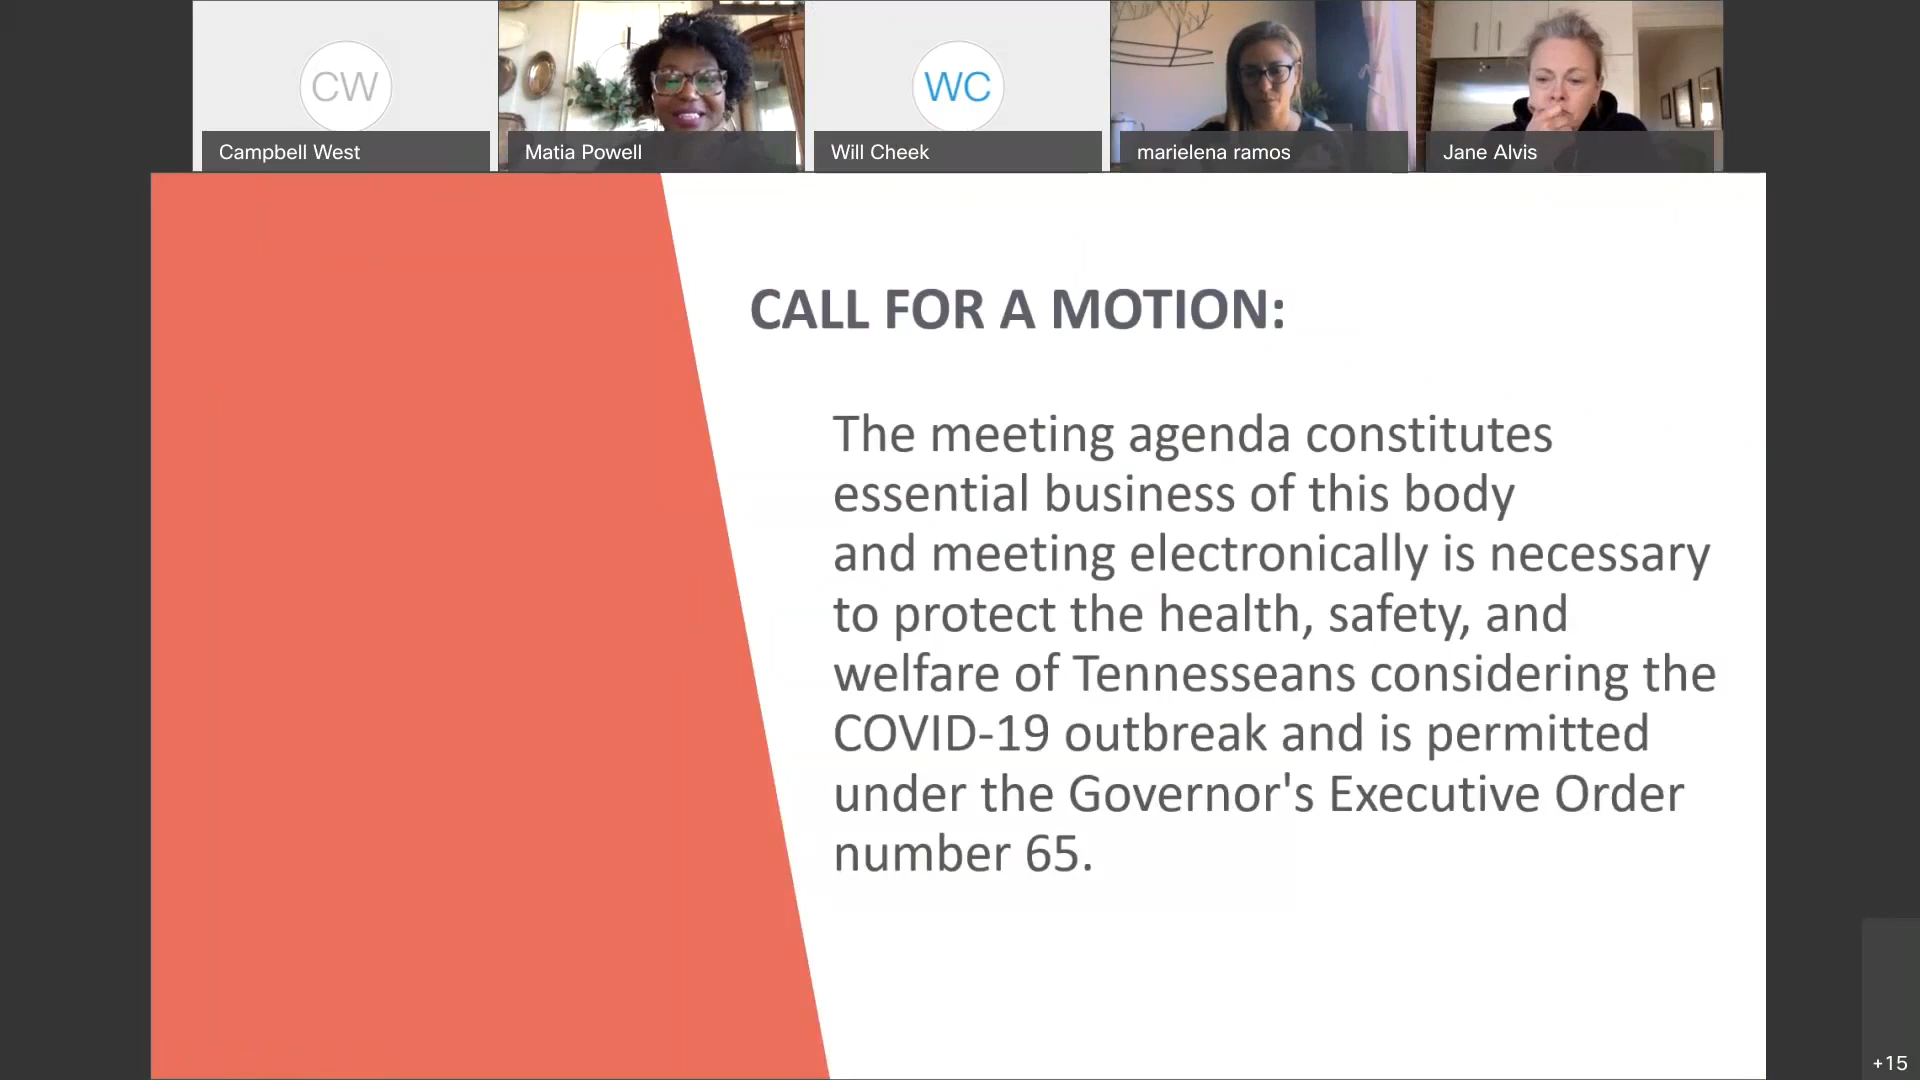 CW
WC
Campbell West
Matia Powell
Will Cheek
marielena ramos
Jane Alvis
CALL FOR A MOTION:
The meeting agenda constitutes
essential business of this body
and meeting electronically is necessary
to protect the health, safety, and
welfare of Tennesseans considering the
COVID-19 outbreak and is permitted
under the Governor's Executive Order
number 65.
+15